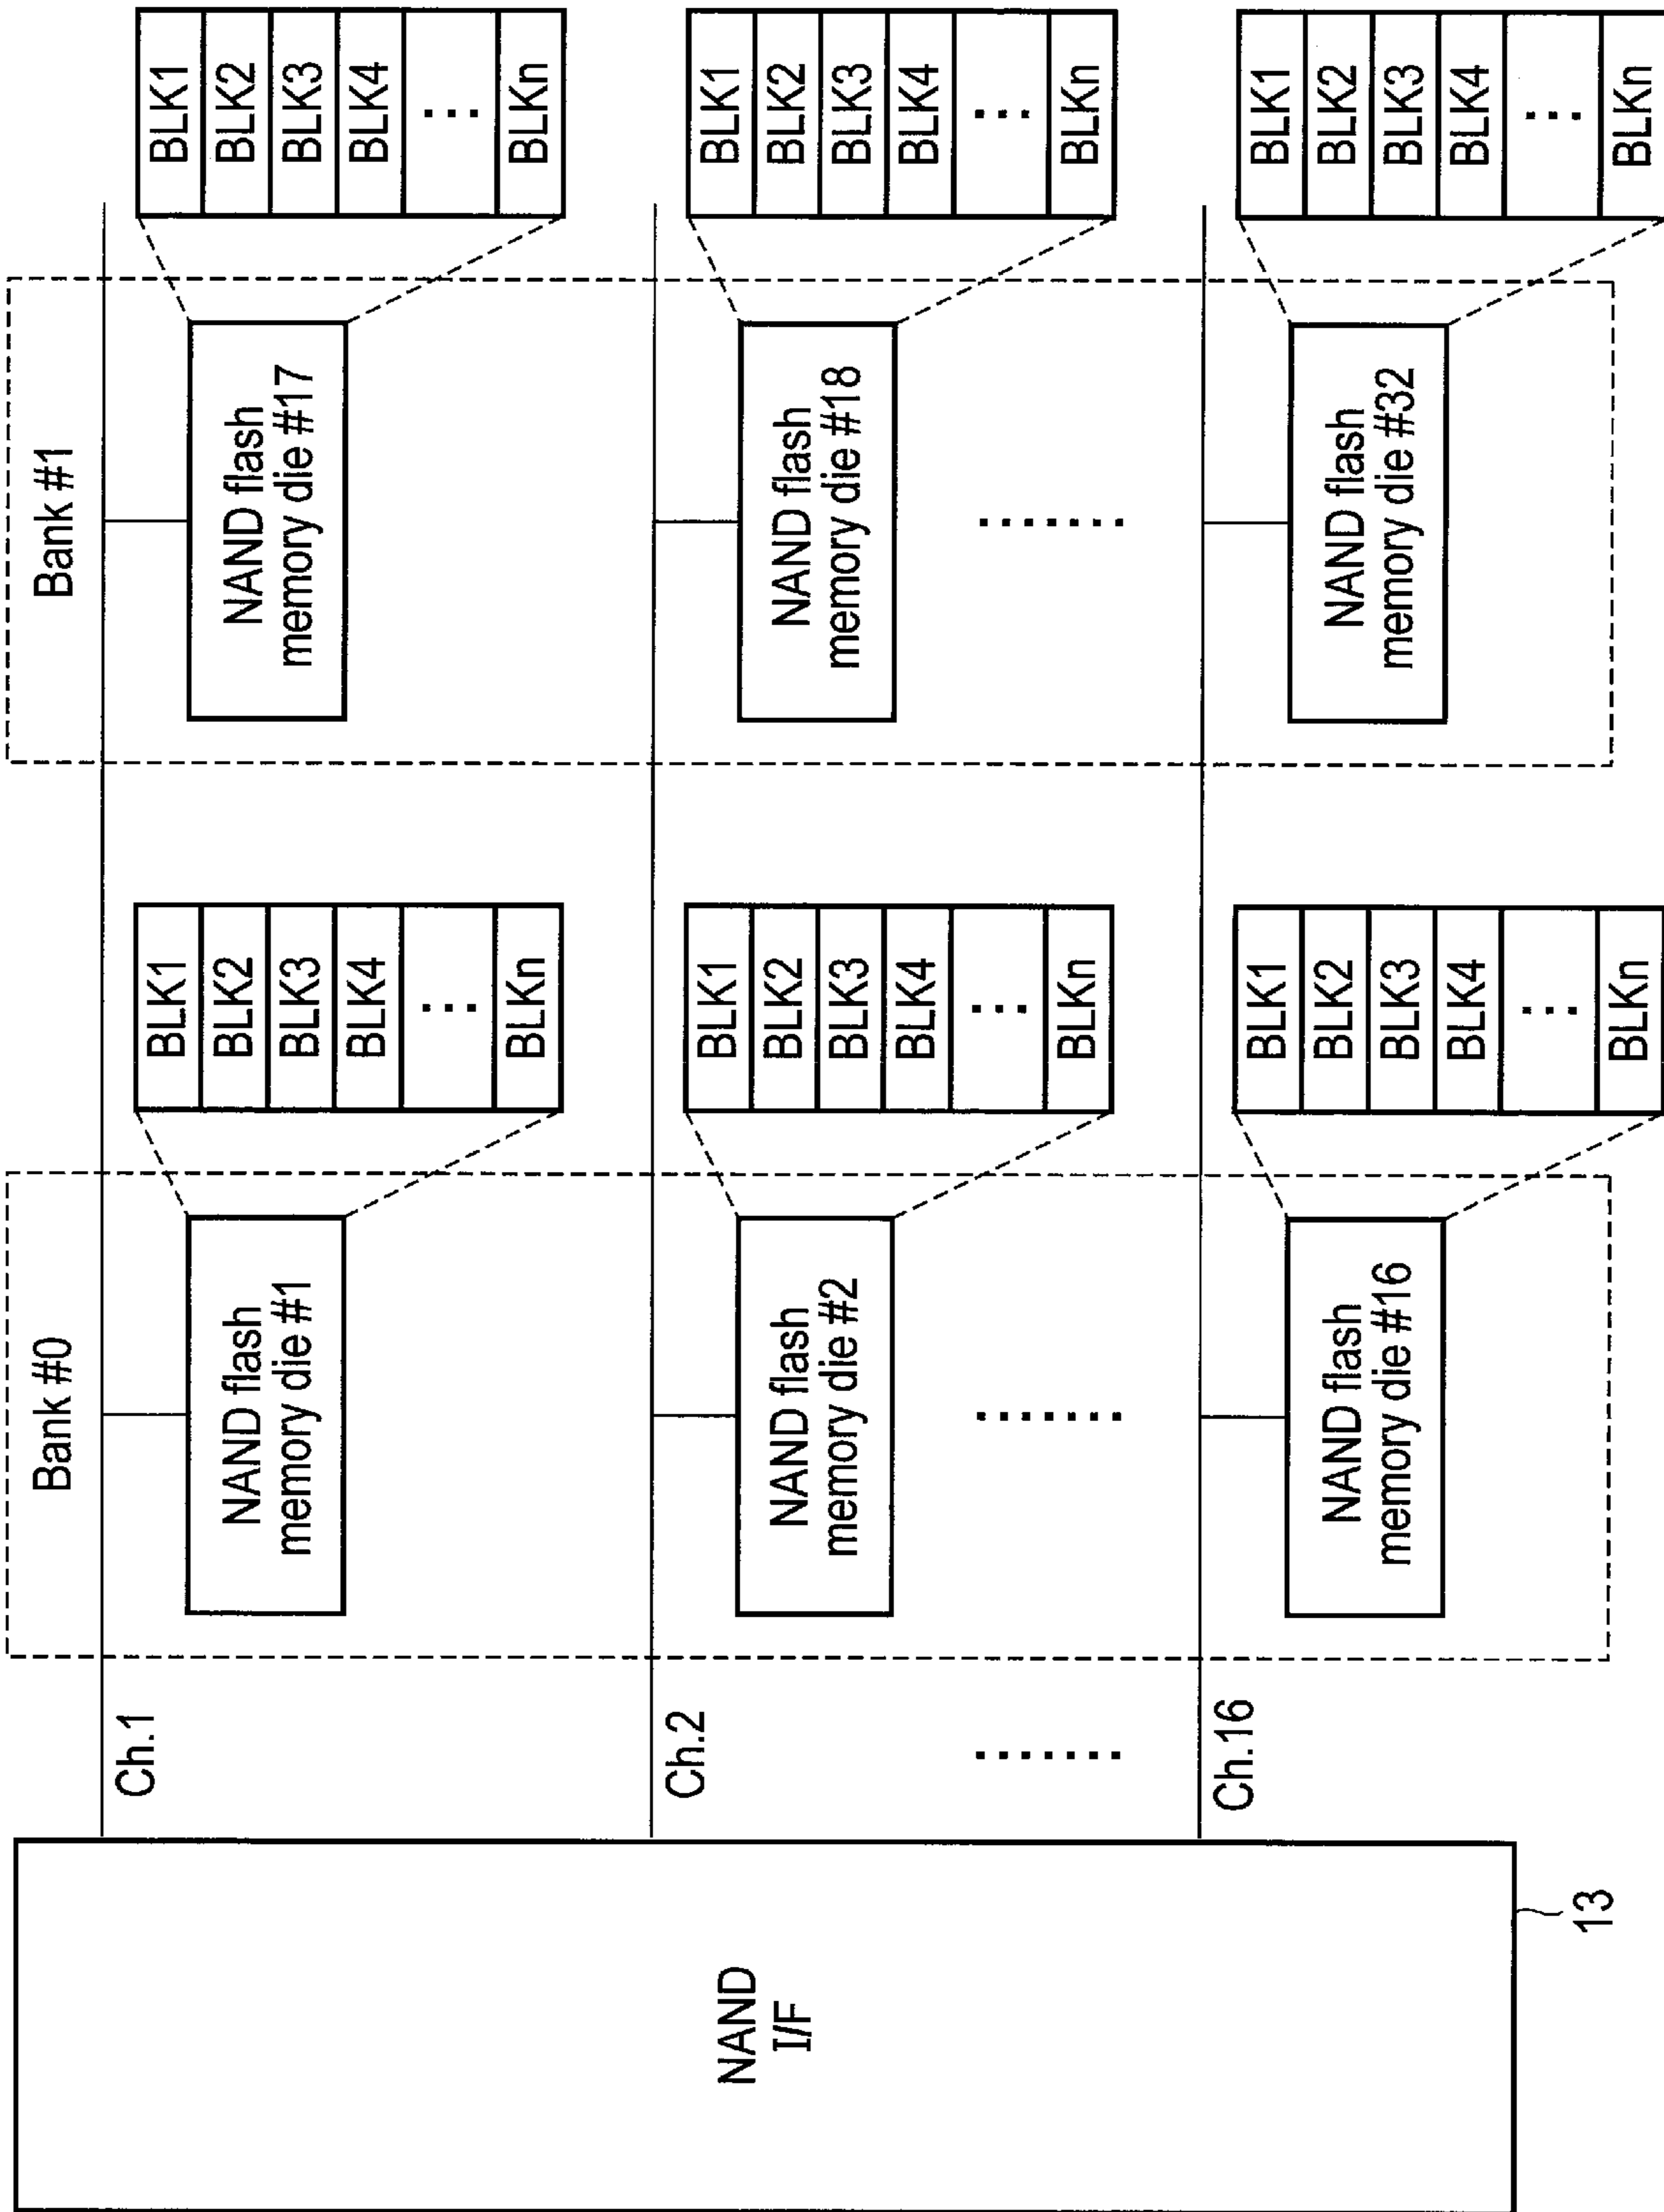 Bank #0
Bank #1
Ch.1
NAND flash
memory die #1
BLK1
BLK2
BLK3
BLK4
...
BLKn
NAND flash
memory die #17
BLK1
BLK2
BLK3
BLK4
...
BLKn
NAND
I/F
Ch.2
NAND flash
memory die #2
BLK1
BLK2
BLK3
BLK4
...
BLKn
NAND flash
memory die #18
BLK1
BLK2
BLK3
BLK4
...
BLKn
.......
.......
.......
Ch.16
NAND flash
memory die #16
BLK1
BLK2
BLK3
BLK4
...
BLKn
NAND flash
memory die #32
BLK1
BLK2
BLK3
BLK4
...
BLKn
13